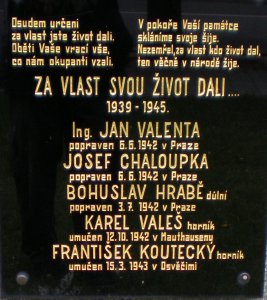 Osudem určeni
za vlast jste život dali.
Oběti Vaše vrací vše,
co nám okupanti vzali.
V pokoře Vaší památce
skláníme svoje šije.
Nezemřel,za vlast kdo život dal,
ten věčně v národě žije.
ZA VLAST SVOU ŽIVOT DALI....
1939-1945.
Ing. JAN VALENTA
popraven 6.6.1942 v Praze
JOSEF CHALOUPKA
popraven 6.6.1942 v Praze
BOHUSLAV HRABĚ důlní
popraven 3.7.1942 v Praze
KAREL VALEŠ horník
umučen 12.10.1942 v Mauthauseny
FRANTIŠEK KOUTECKÝ horník
umučen 15.3.1943 v Osvěčimi